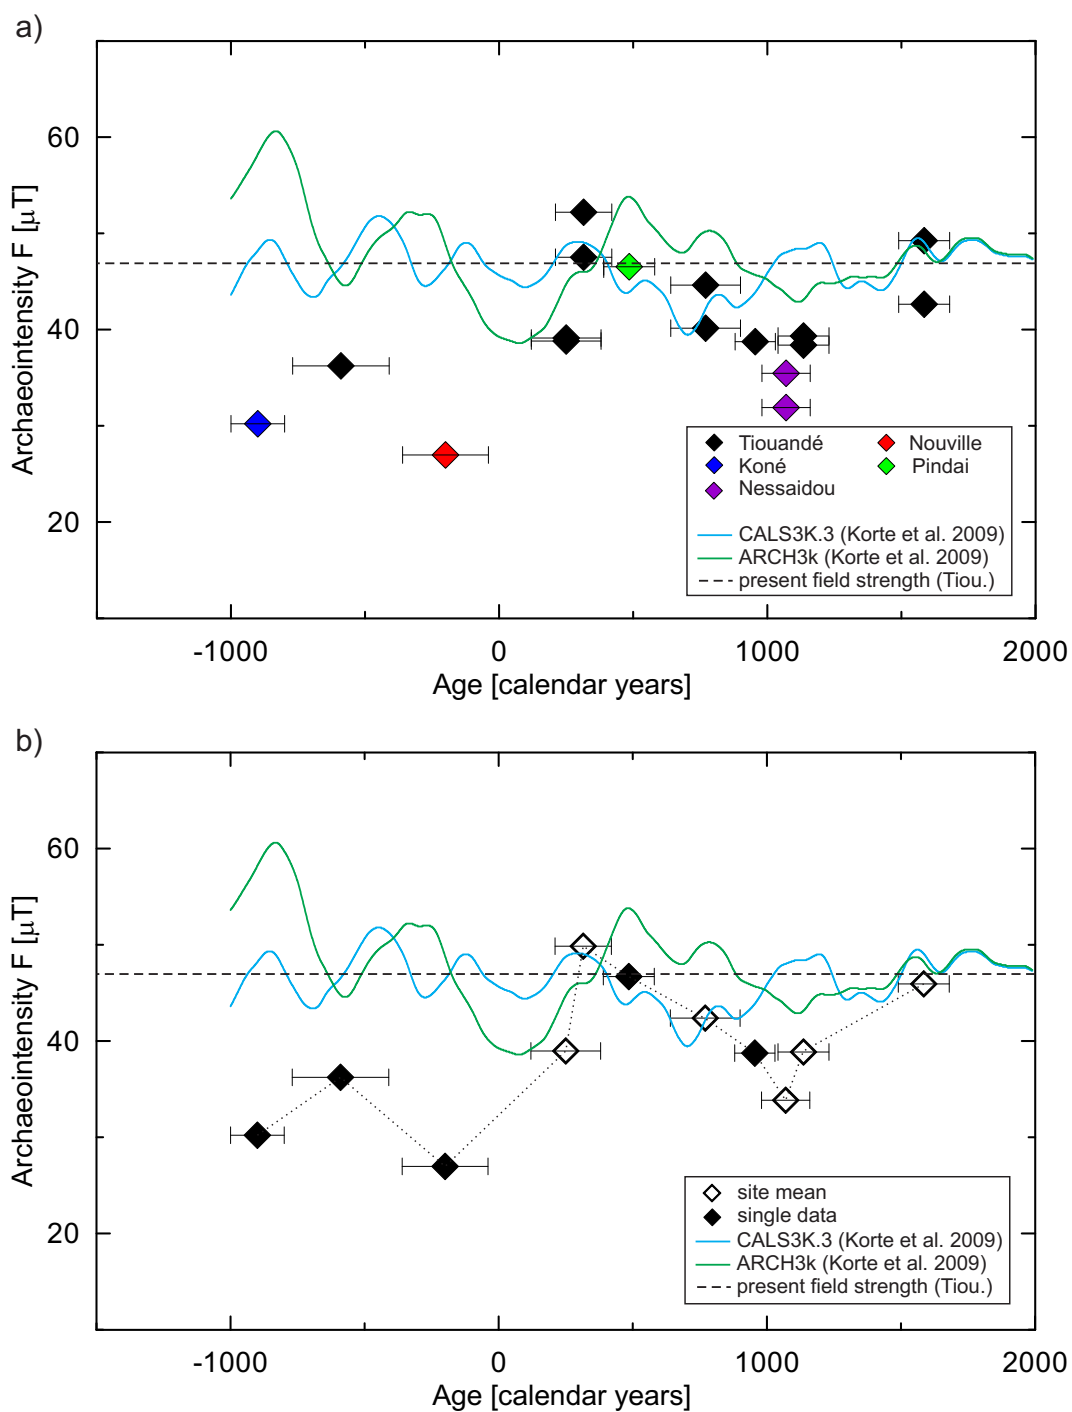 a)
60
40
20
Archaeointensity F [µT]
Tiouandé
Nouville
Koné
Pindai
Nessaidou
CALS3K.3 (Korte et al. 2009)
ARCH3k (Korte et al. 2009)
present field strength (Tiou.)
-1000 0 1000 2000
Age [calendar years]
b)
60
40
20
Archaeointensity F [µT]
site mean
single data
CALS3K.3 (Korte et al. 2009)
ARCH3k (Korte et al. 2009)
present field strength (Tiou.)
-1000 0 1000 2000
Age [calendar years]